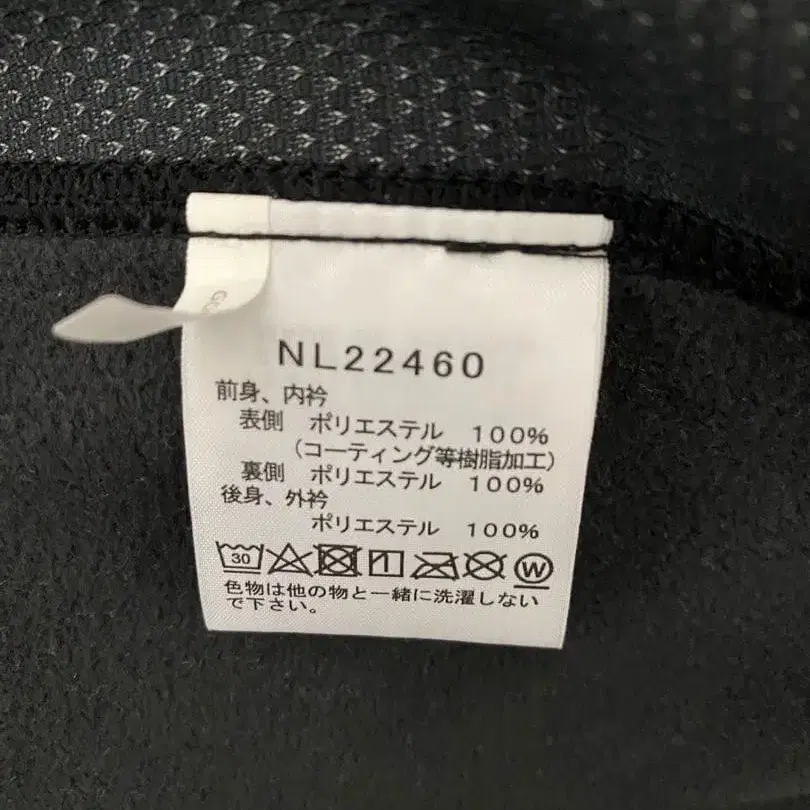 NL22460
前身、内衿
表側 ポリエステル 100%
(コーティング等樹脂加工)
裏側 ポリエステル 100%
後身、外衿
ポリエステル 100%
30 W
色物は他の物と一緒に洗濯しない
で下さい。